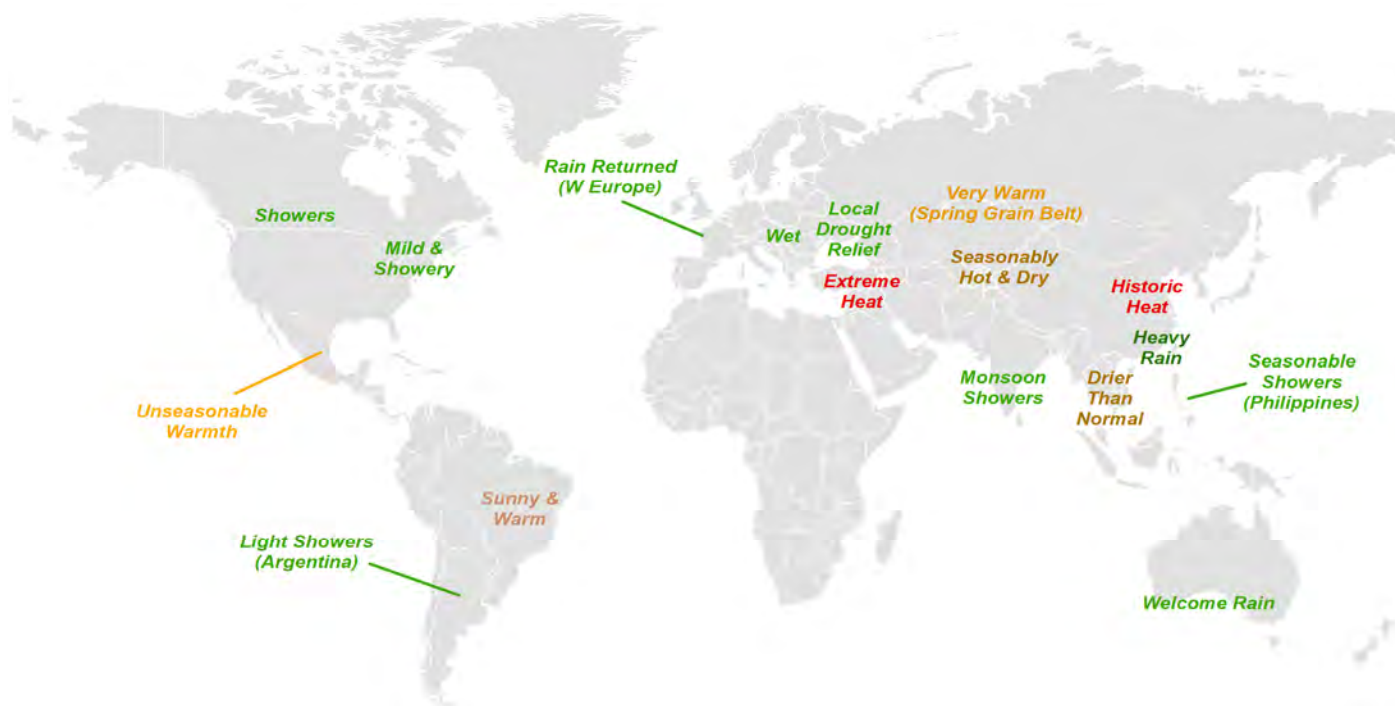 Rain Returned
(W Europe)
Very Warm
(Spring Grain Belt)
Showers
Local
Drought
Relief
Wet
Mild &
Showery
Seasonably
Hot & Dry
Extreme
Heat
Historic
Heat
Heavy
Rain
Seasonable
Showers
(Philippines)
Monsoon
Showers
Drier
Than
Normal
Unseasonable
Warmth
Sunny &
Warm
Light Showers
(Argentina)
Welcome Rain